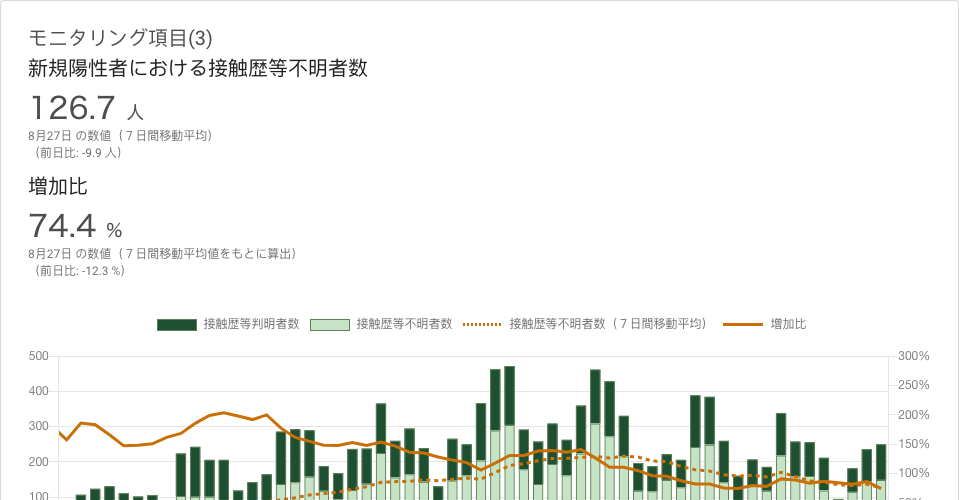 モニタリング項目(3)
新規陽性者における接触歴等不明者数
126.7 人
8月27日 の数値（７日間移動平均）
（前日比: -9.9 人）
増加比
74.4 %
8月27日 の数値（７日間移動平均値をもとに算出）
（前日比: -12.3 %）
接触歴等判明者数 接触歴等不明者数 接触歴等不明者数（７日間移動平均） 増加比
500 300%
250%
400
200%
300
150%
200
100%
100